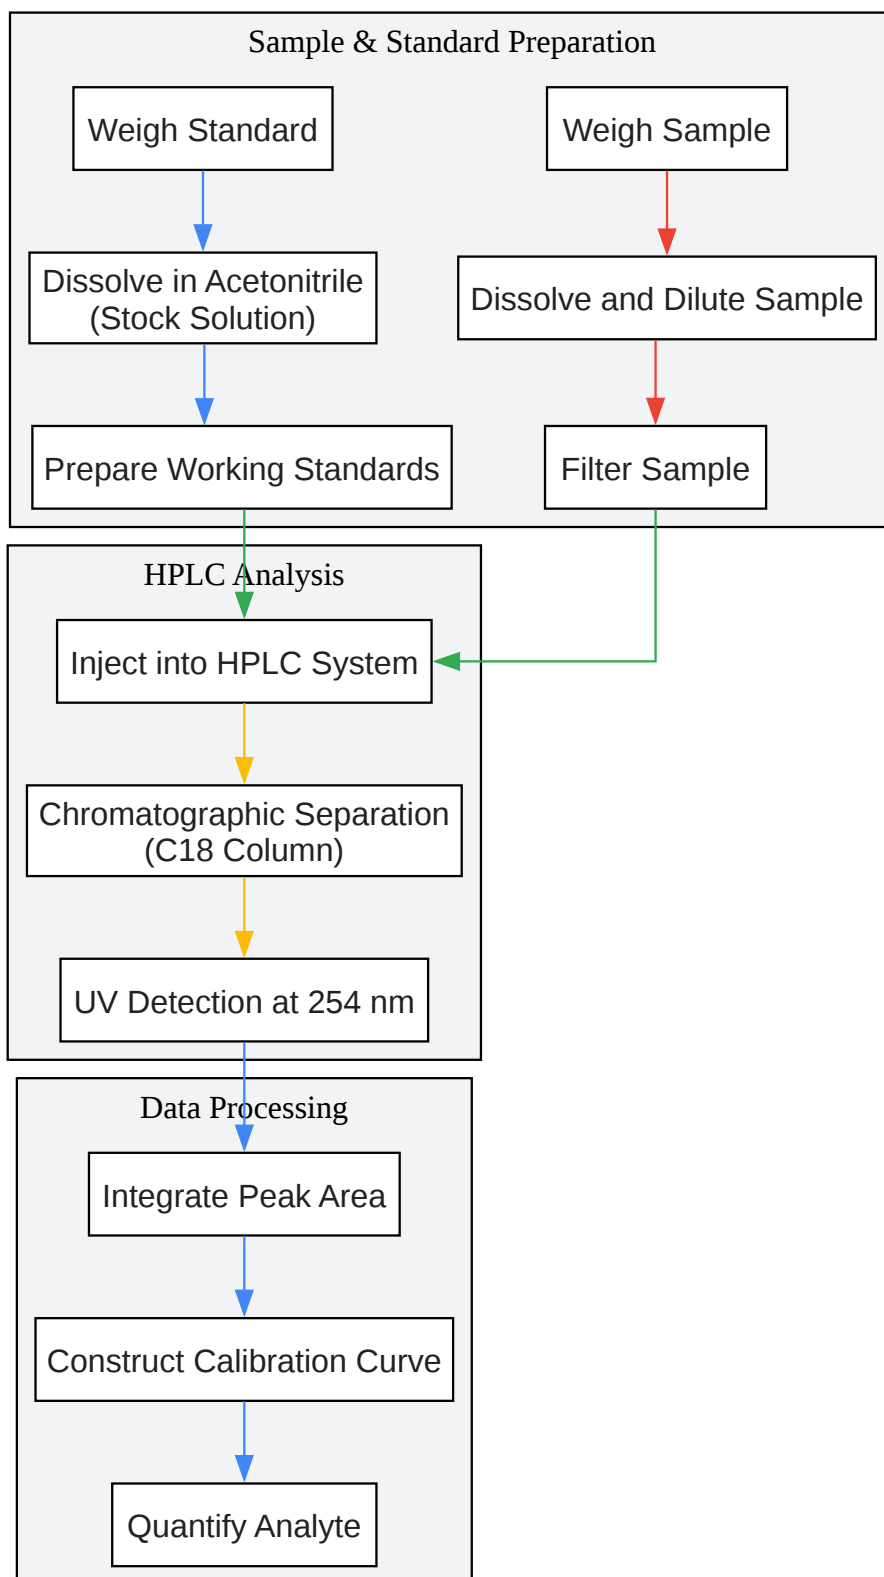 Sample & Standard Preparation
Weigh Standard
Weigh Sample
Dissolve in Acetonitrile
(Stock Solution)
Dissolve and Dilute Sample
Prepare Working Standards
Filter Sample
HPLC Analysis
Inject into HPLC System
Chromatographic Separation
(C18 Column)
UV Detection at 254 nm
Data Processing
Integrate Peak Area
Construct Calibration Curve
Quantify Analyte